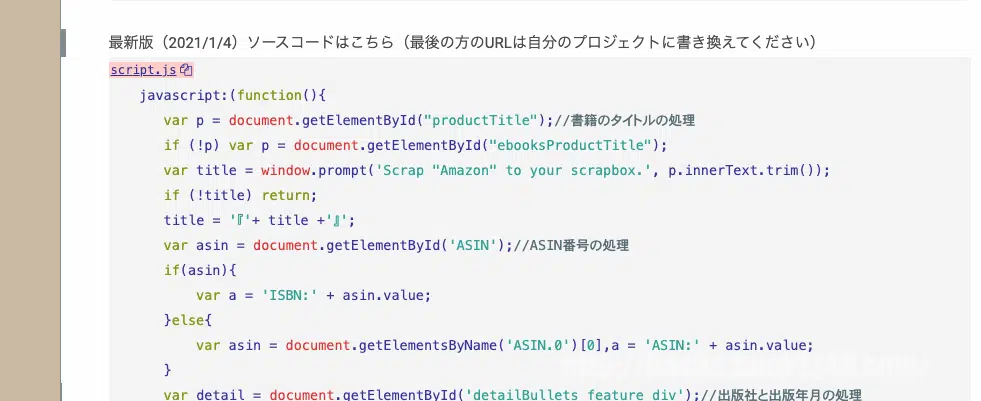 最新版（2021/1/4）ソースコードはこちら（最後の方のURLは自分のプロジェクトに書き換えてください）
script.js
javascript:(function(){
var p = document.getElementById("productTitle");//書籍のタイトルの処理
if (!p) var p = document.getElementById("ebooksProductTitle");
var title = window.prompt('Scrap "Amazon" to your scrapbox.', p.innerText.trim());
if (!title) return;
title = '『'+ title +'』';
var asin = document.getElementById('ASIN');//ASIN番号の処理
if(asin){
var a = 'ISBN:' + asin.value;
}else{
var asin = document.getElementsByName('ASIN.0')[0],a = 'ASIN:' + asin.value;
}
var detail = document.getElementById('detailBullets_feature_div');//出版社と出版年月の処理